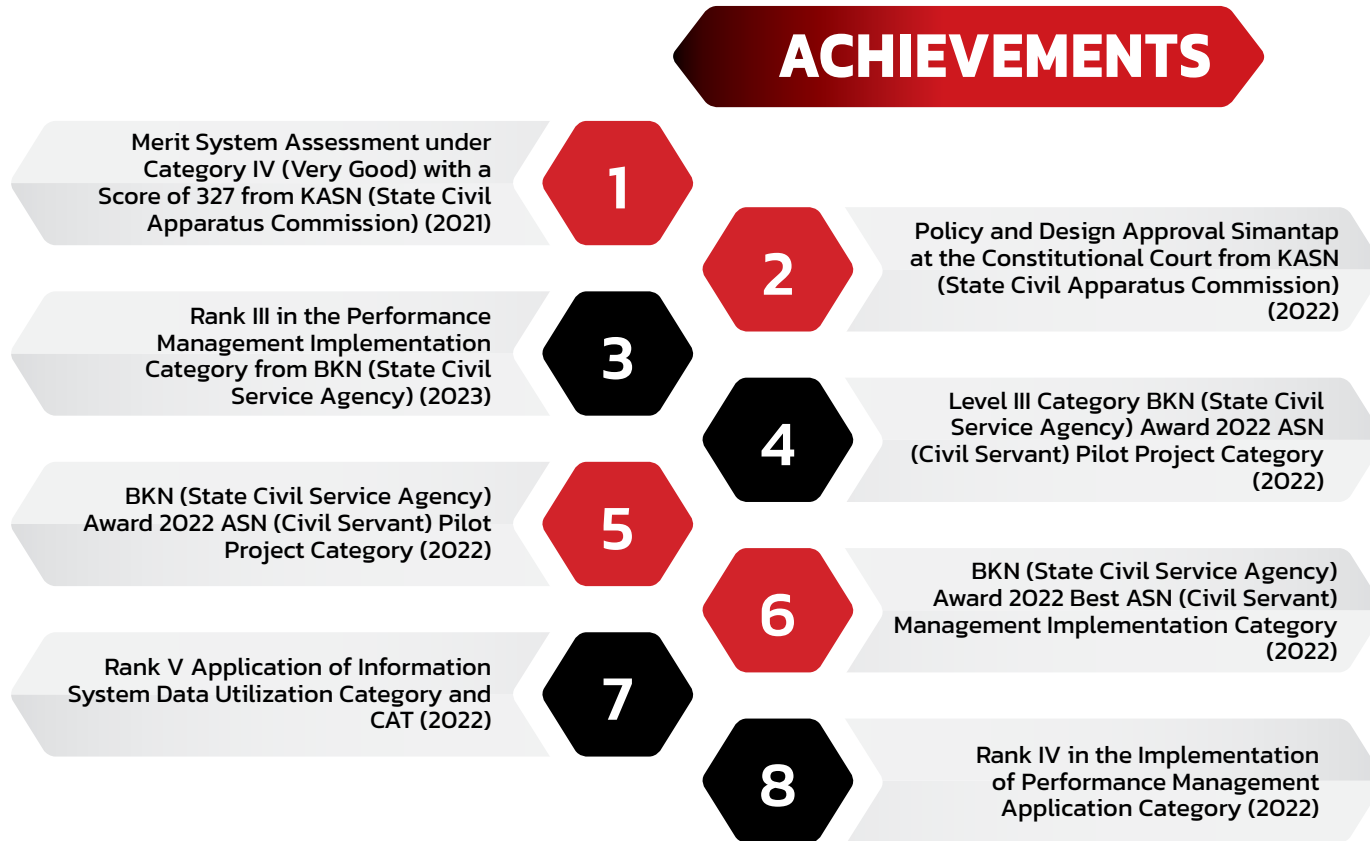 ACHIEVEMENTS
Merit System Assessment under
Category IV (Very Good) with a
Score of 327 from KASN (State Civil
Apparatus Commission) (2021)
1
2
Policy and Design Approval Simantap
at the Constitutional Court from KASN
(State Civil Apparatus Commission)
(2022)
Rank III in the Performance
Management Implementation
Category from BKN (State Civil
Service Agency) (2023)
3
4
Level III Category BKN (State Civil
Service Agency) Award 2022 ASN
(Civil Servant) Pilot Project Category
(2022)
BKN (State Civil Service Agency)
Award 2022 ASN (Civil Servant) Pilot
Project Category (2022)
5
6
BKN (State Civil Service Agency)
Award 2022 Best ASN (Civil Servant)
Management Implementation Category
(2022)
Rank V Application of Information
System Data Utilization Category and
CAT (2022)
7
8
Rank IV in the Implementation
of Performance Management
Application Category (2022)